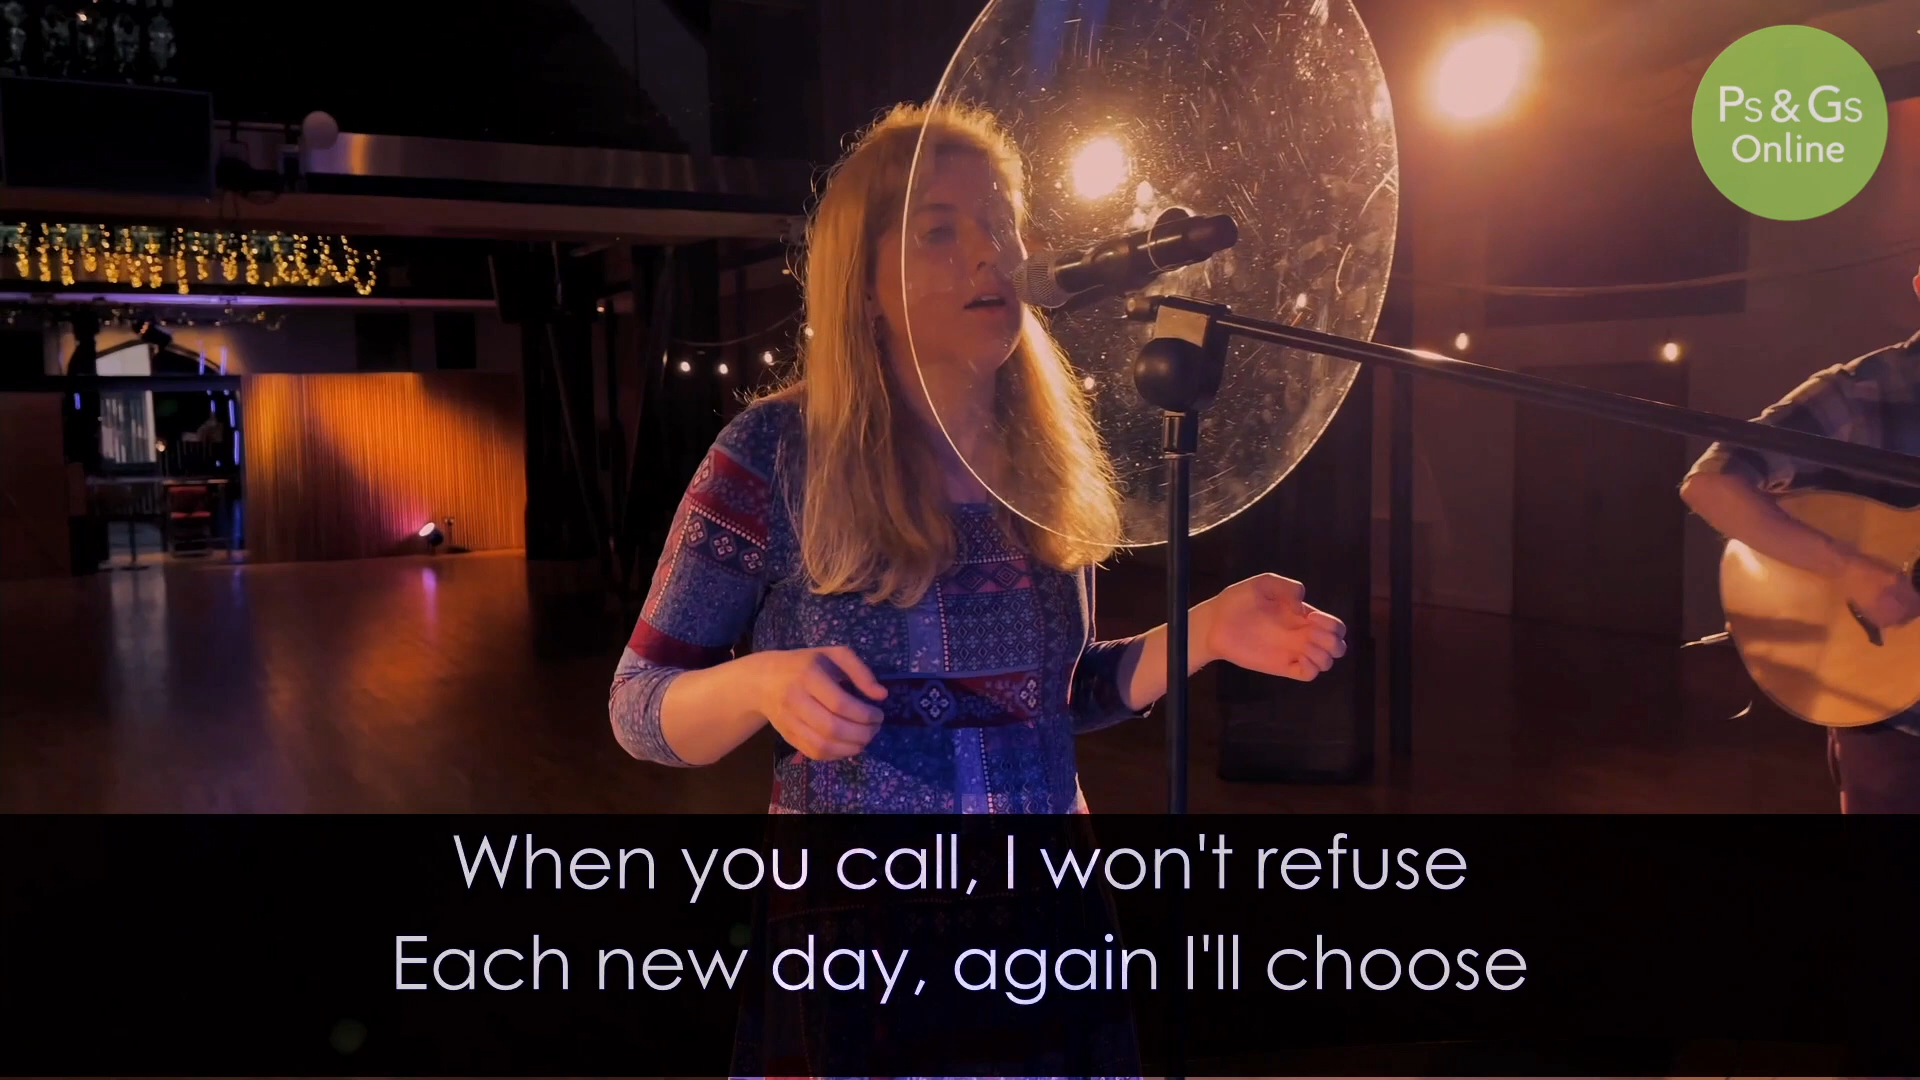 Ps & Gs
Online
When you call, I won't refuse
Each new day, again I'll choose